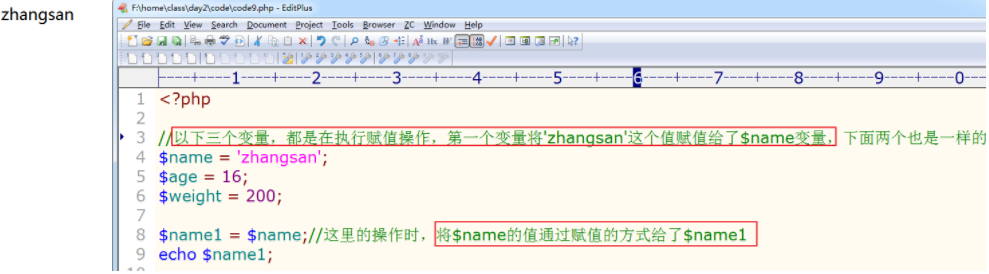 zhangsan
F:\home\class\day2\code\code9.php - EditPlus
File Edit View Search Document Project Tools Browser ZC Window Help
----+----1----+----2----+----3----+----4----+----5----+----6----+----7----+----8----+----9----+----0----
1 <?php
2
3 //以下三个变量，都是在执行赋值操作，第一个变量将'zhangsan'这个值赋值给了$name变量，下面两个也是一样的
4 $name = 'zhangsan';
5 $age = 16;
6 $weight = 200;
7
8 $name1 = $name;//这里的操作时，将$name的值通过赋值的方式给了$name1
9 echo $name1;
10